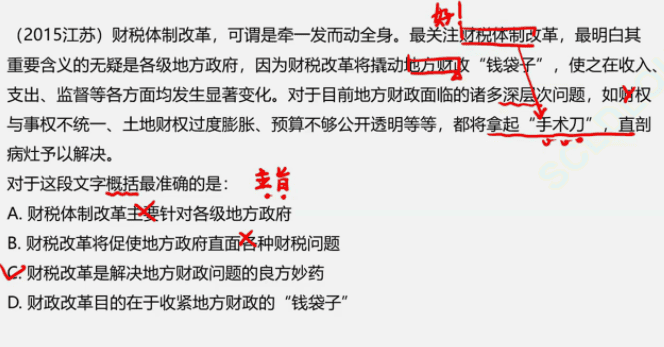 好！
（2015江苏）财税体制改革，可谓是牵一发而动全身。最关注财税体制改革，最明白其
重要含义的无疑是各级地方政府，因为财税改革将撬动地方财政“钱袋子”，使之在收入、
支出、监督等各方面均发生显著变化。对于目前地方财政面临的诸多深层次问题，如财权
与事权不统一、土地财权过度膨胀、预算不够公开透明等等，都将拿起“手术刀”，直剖
病灶予以解决。
对于这段文字概括最准确的是： 主旨
A. 财税体制改革主要针对各级地方政府
B. 财税改革将促使地方政府直面各种财税问题
C. 财税改革是解决地方财政问题的良方妙药
D. 财政改革目的在于收紧地方财政的“钱袋子”